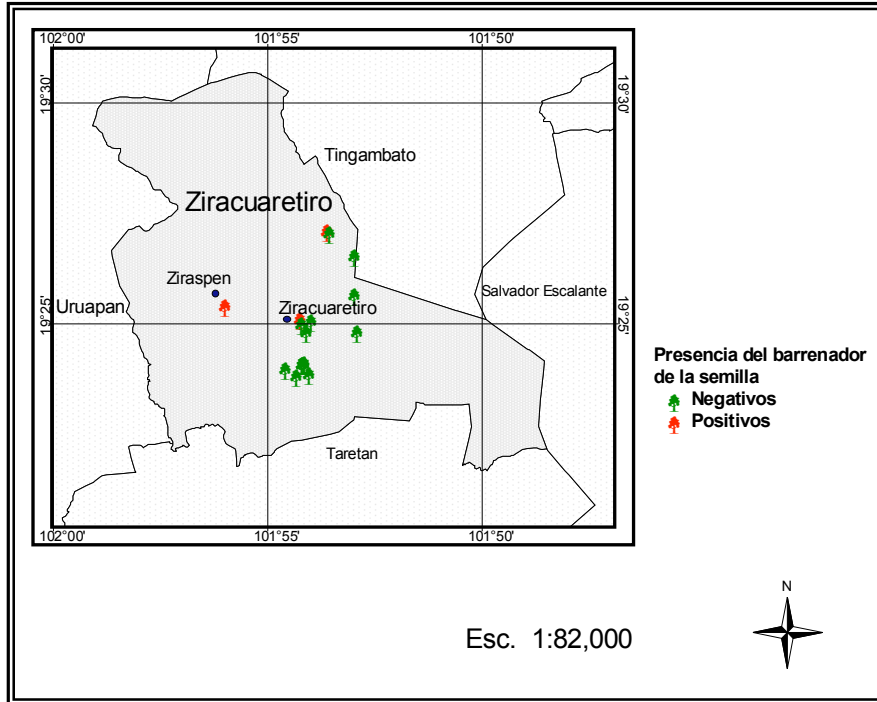 102°00' 101°55' 101°50'
19°30' 19°30'
Tingambato
Ziracuaretiro
Ziraspen
Salvador Escalante
Uruapan
Ziracuaretiro
19°25' 19°25'
Presencia del barrenador
de la semilla
Negativos
Positivos
Taretan
102°00' 101°55' 101°50'
N
Esc. 1:82,000